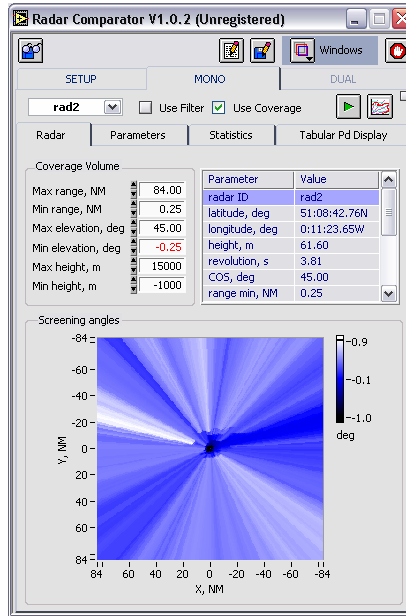 Radar Comparator V1.0.2 (Unregistered)
Windows
SETUP MONO DUAL
rad2 Use Filter Use Coverage
Radar Parameters Statistics Tabular Pd Display
Coverage Volume
Max range, NM 84.00
Min range, NM 0.25
Max elevation, deg 45.00
Min elevation, deg -0.25
Max height, m 15000
Min height, m -1000
Parameter Value
radar ID rad2
latitude, deg 51:08:42.76N
longitude, deg 0:11:23.65W
height, m 61.60
revolution, s 3.81
COS, deg 45.00
range min, NM 0.25
Screening angles
-84
-60
-40
-20
0
20
40
60
84
Y, NM
84 60 40 20 0 -20 -40 -60 -84
X, NM
-0.9
-0.1
-1.0
deg